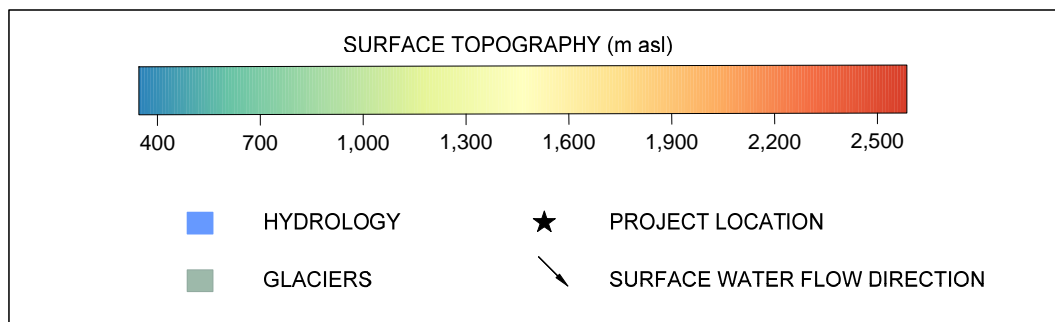 SURFACE TOPOGRAPHY (m asl)
400 700 1,000 1,300 1,600 1,900 2,200 2,500
HYDROLOGY PROJECT LOCATION
GLACIERS SURFACE WATER FLOW DIRECTION